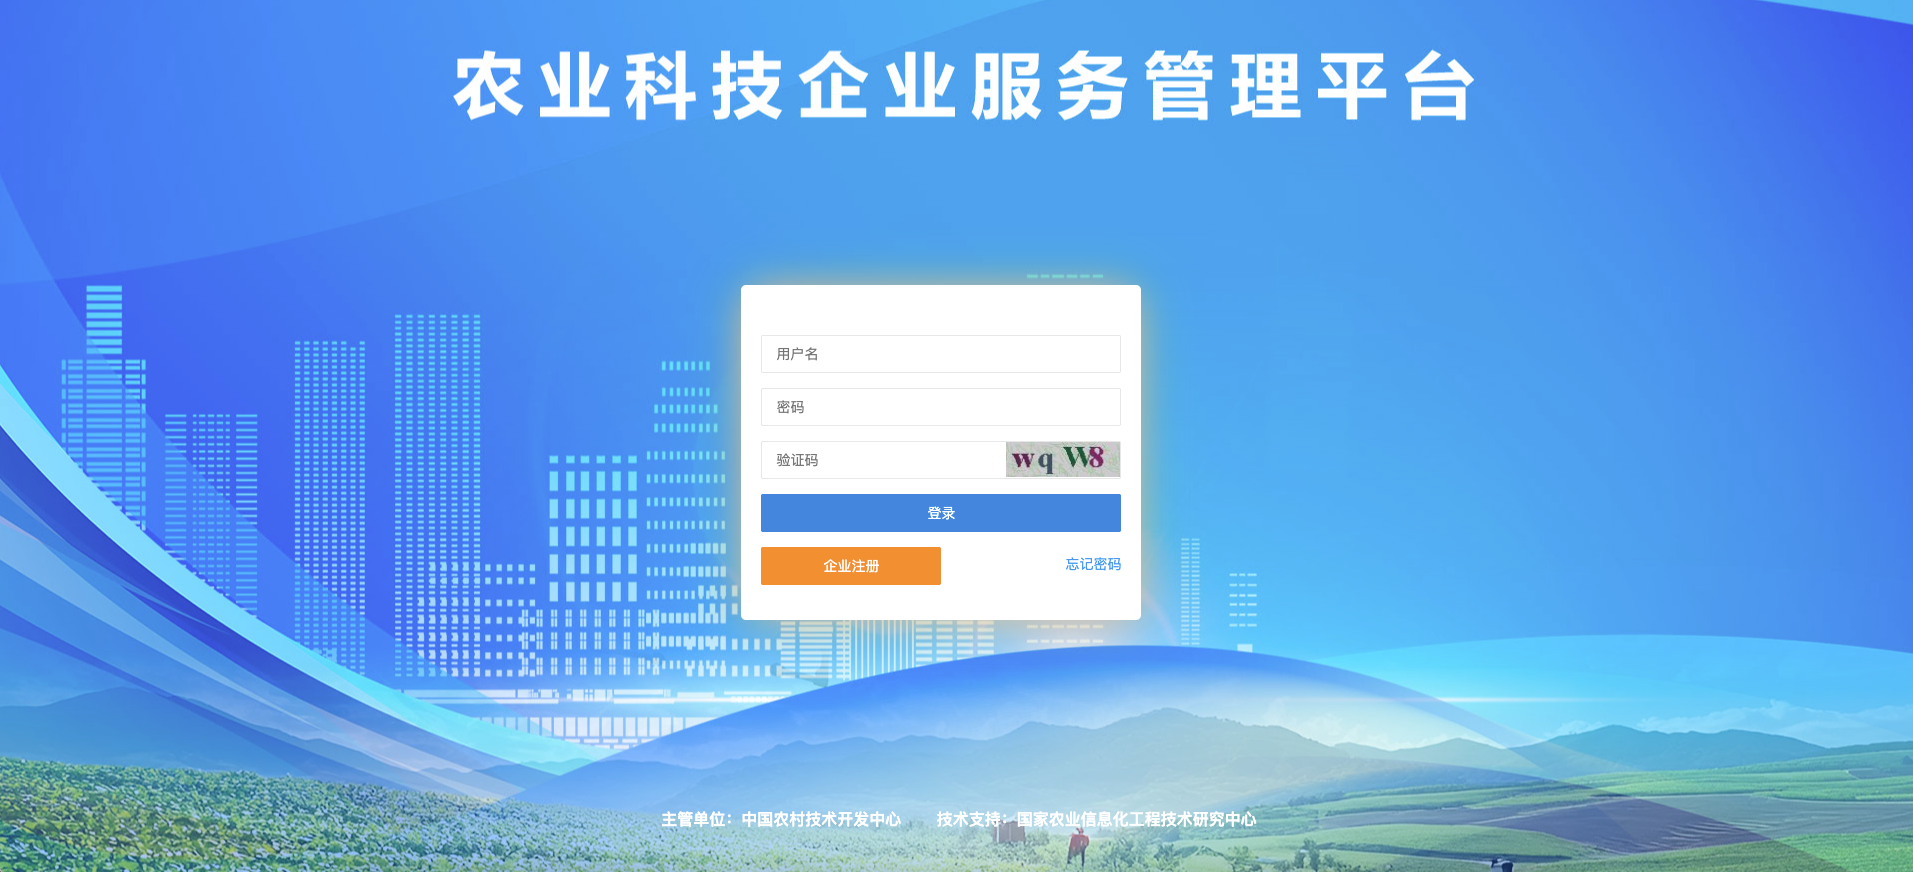 农业科技企业服务管理平台
用户名
密码
验证码 wqW8
登录
企业注册 忘记密码
主管单位：中国农村技术开发中心 技术支持：国家农业信息化工程技术研究中心